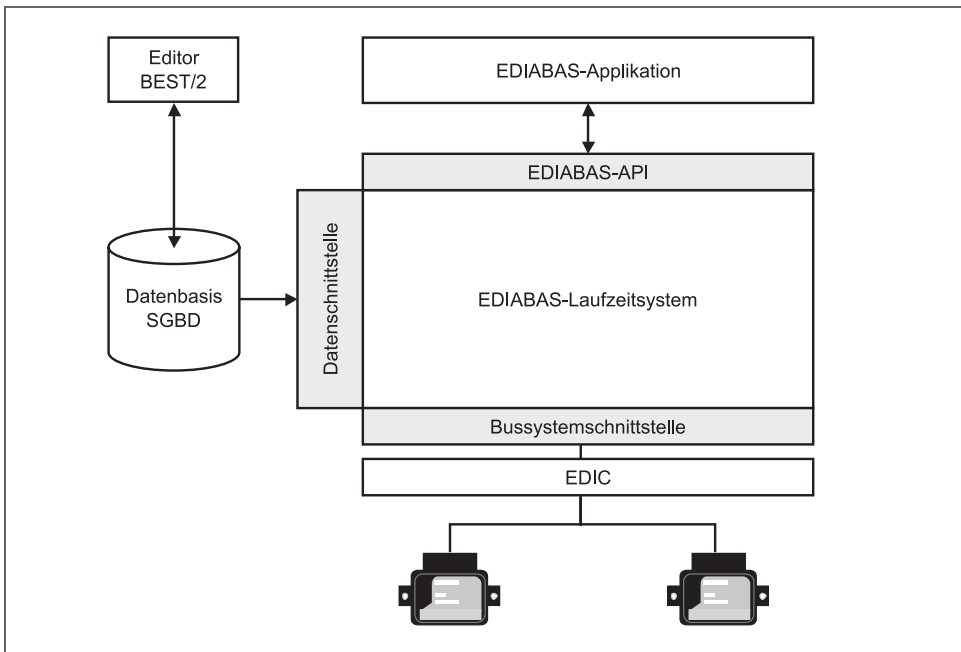 Editor
BEST/2
EDIABAS-Applikation
EDIABAS-API
Datenschnittstelle
Datenbasis
SGBD
EDIABAS-Laufzeitsystem
Bussystemschnittstelle
EDIC